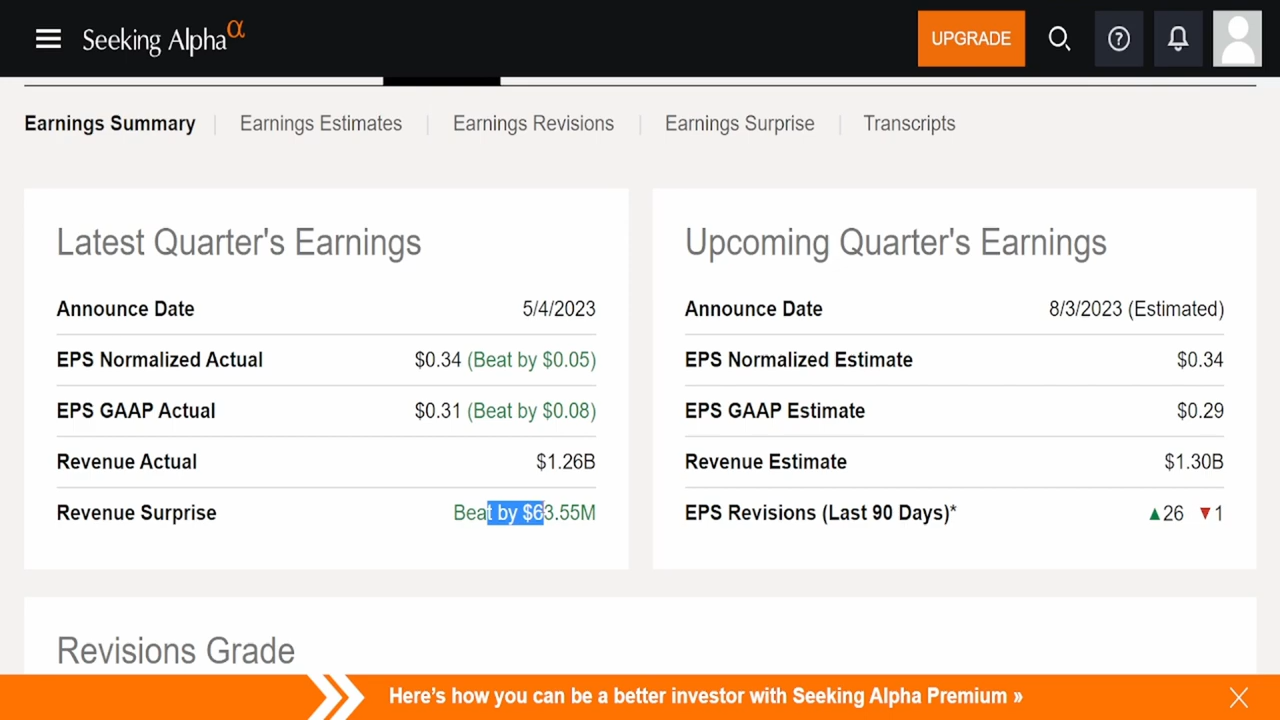 Seeking Alphaα
UPGRADE
Earnings Summary
Earnings Estimates
Earnings Revisions
Earnings Surprise
Transcripts
Latest Quarter's Earnings
Announce Date 5/4/2023
EPS Normalized Actual $0.34 (Beat by $0.05)
EPS GAAP Actual $0.31 (Beat by $0.08)
Revenue Actual $1.26B
Revenue Surprise Beat by $63.55M
Upcoming Quarter's Earnings
Announce Date 8/3/2023 (Estimated)
EPS Normalized Estimate $0.34
EPS GAAP Estimate $0.29
Revenue Estimate $1.30B
EPS Revisions (Last 90 Days)* ▲26 ▼1
Revisions Grade
Here's how you can be a better investor with Seeking Alpha Premium »